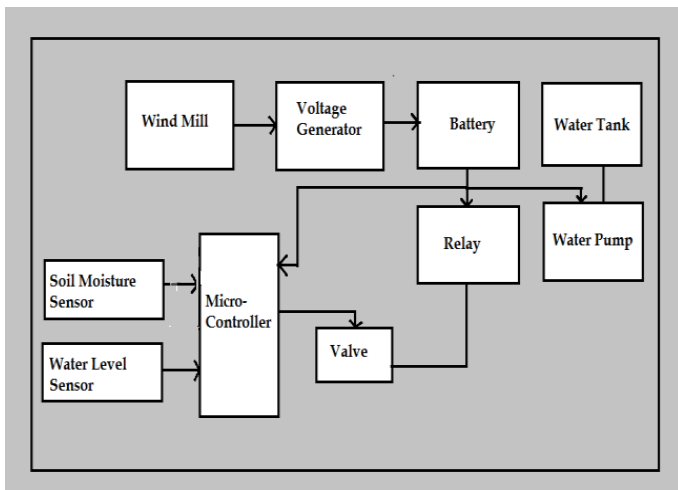 Wind Mill
Voltage
Generator
Battery
Water Tank
Relay
Water Pump
Soil Moisture
Sensor
Micro-
Controller
Valve
Water Level
Sensor